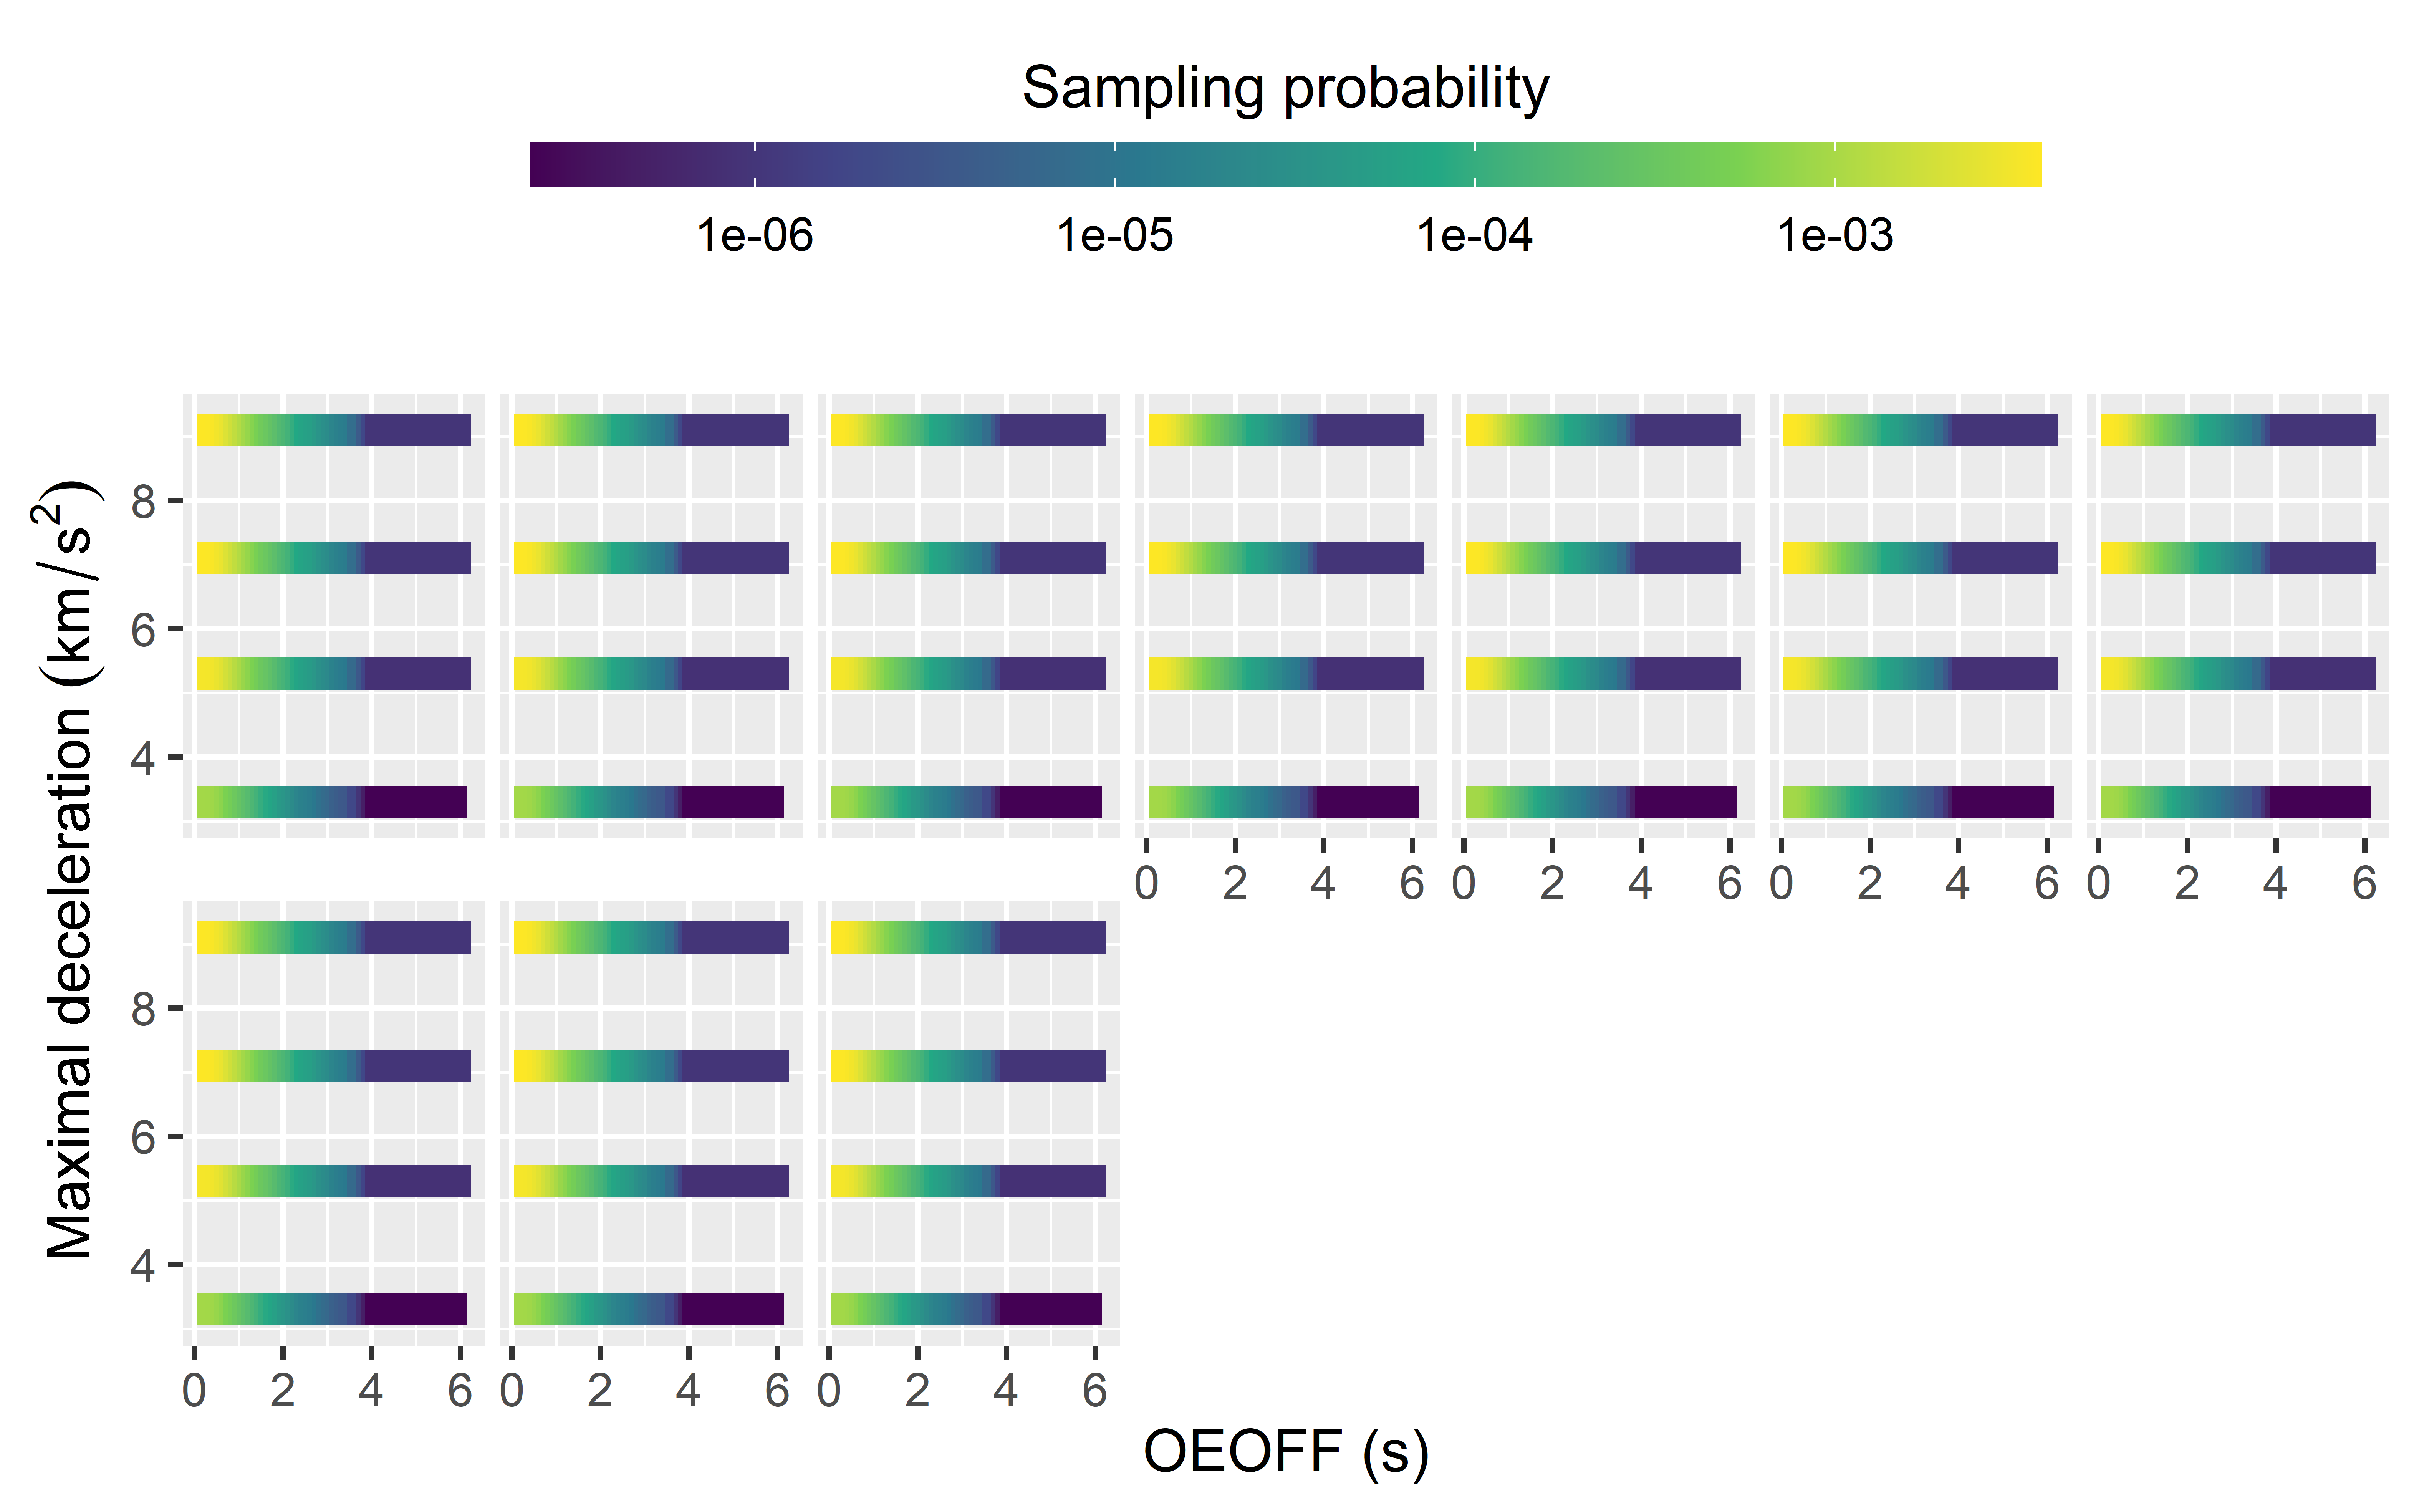 Sampling probability
1e-06 1e-05 1e-04 1e-03
Maximal deceleration (km/s²)
8
6
4
0 2 4 6 0 2 4 6 0 2 4 6 0 2 4 6
8
6
4
0 2 4 6 0 2 4 6 0 2 4 6
OEOFF (s)